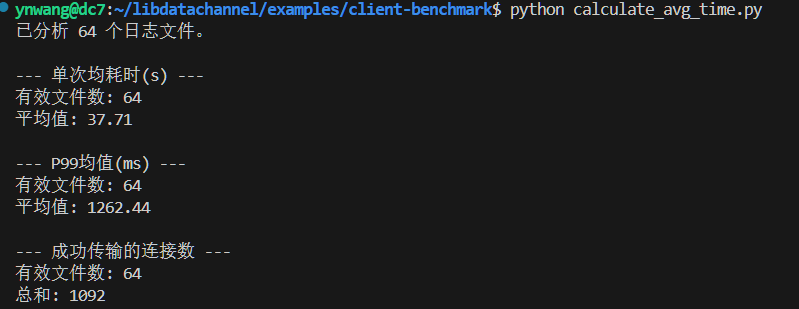 ynwang@dc7:~/libdatachannel/examples/client-benchmark$ python calculate_avg_time.py
已分析 64 个日志文件。
--- 单次均耗时(s) ---
有效文件数: 64
平均值: 37.71
--- P99均值(ms) ---
有效文件数: 64
平均值: 1262.44
--- 成功传输的连接数 ---
有效文件数: 64
总和: 1092